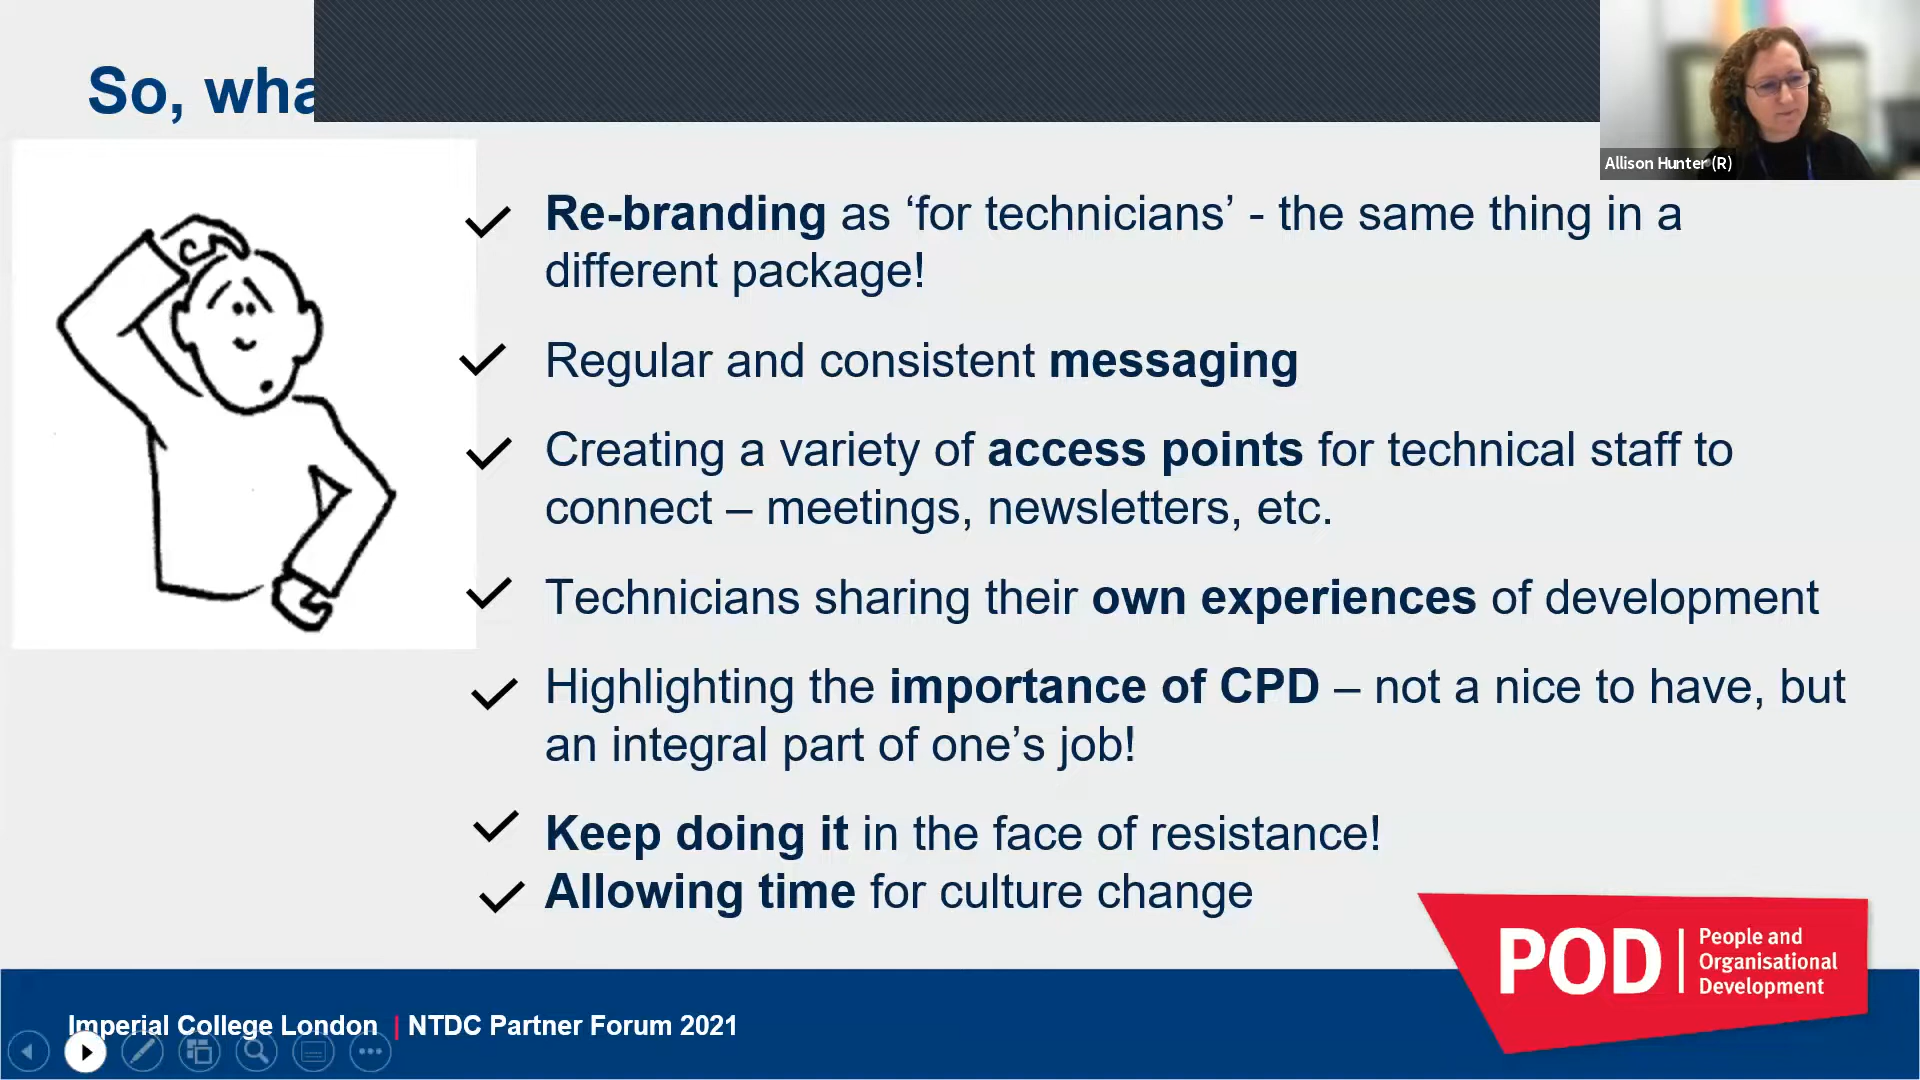 So, wha
Allison Hunter (R)
Re-branding as ‘for technicians’ - the same thing in a
different package!
Regular and consistent messaging
Creating a variety of access points for technical staff to
connect – meetings, newsletters, etc.
Technicians sharing their own experiences of development
Highlighting the importance of CPD – not a nice to have, but
an integral part of one’s job!
Keep doing it in the face of resistance!
Allowing time for culture change
POD
People and
Organisational
Development
Imperial College London | NTDC Partner Forum 2021